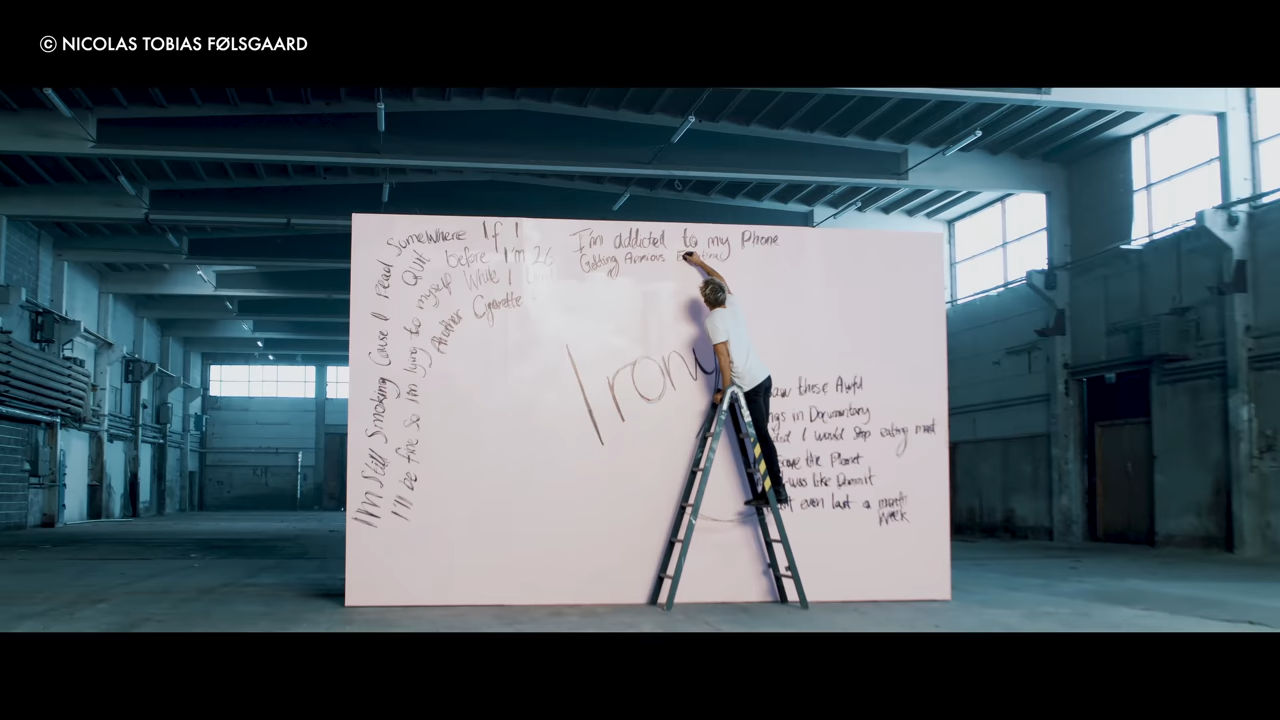 © NICOLAS TOBIAS FØLSGAARD
I'm Still Smoking Cause I read Somewhere If I
QUit before I'm 26
I'll be fine So I'm lying to myself While I
Another Cigarette
I'm addicted to my Phone
Getting Anxious
Irony
these Awful
in Documentary
I would Stop eating meat
the Planet
was like Damn it
even last a month
Week